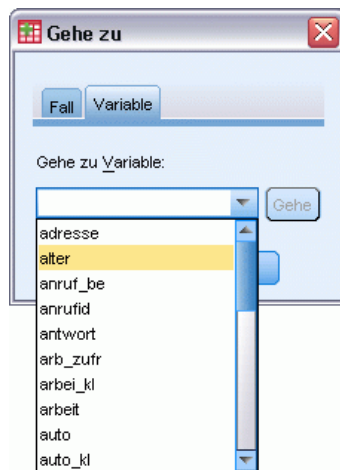 Gehe zu
Fall Variable
Gehe zu Variable:
Gehe
adresse
alter
anruf_be
anrufid
antwort
arb_zufr
arbei_kl
arbeit
auto
auto_kl